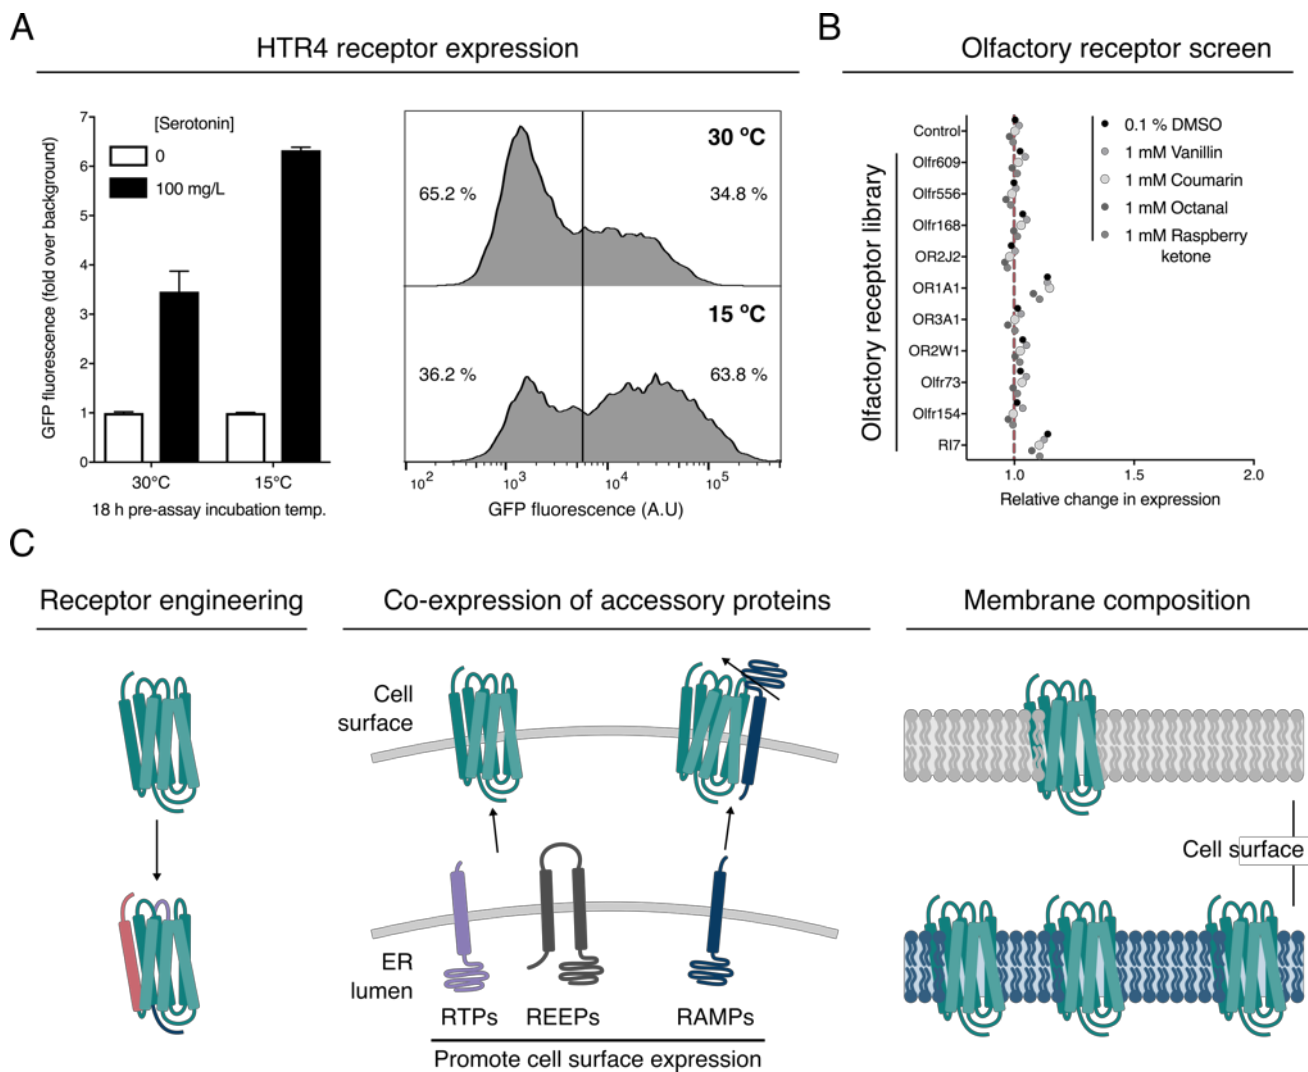 A
HTR4 receptor expression
GFP fluorescence (fold over background)
7
6
5
4
3
2
1
0
[Serotonin]
0
100 mg/L
30°C
15°C
18 h pre-assay incubation temp.
30 °C
65.2 %
34.8 %
15 °C
36.2 %
63.8 %
10²
10³
10⁴
10⁵
GFP fluorescence (A.U)
B
Olfactory receptor screen
Olfactory receptor library
Control
Olfr609
Olfr556
Olfr168
OR2J2
OR1A1
OR3A1
OR2W1
Olfr73
Olfr154
RI7
0.1 % DMSO
1 mM Vanillin
1 mM Coumarin
1 mM Octanal
1 mM Raspberry
ketone
1.0
1.5
2.0
Relative change in expression
C
Receptor engineering
Co-expression of accessory proteins
Cell
surface
ER
lumen
RTPs
REEPs
RAMPs
Promote cell surface expression
Membrane composition
Cell surface